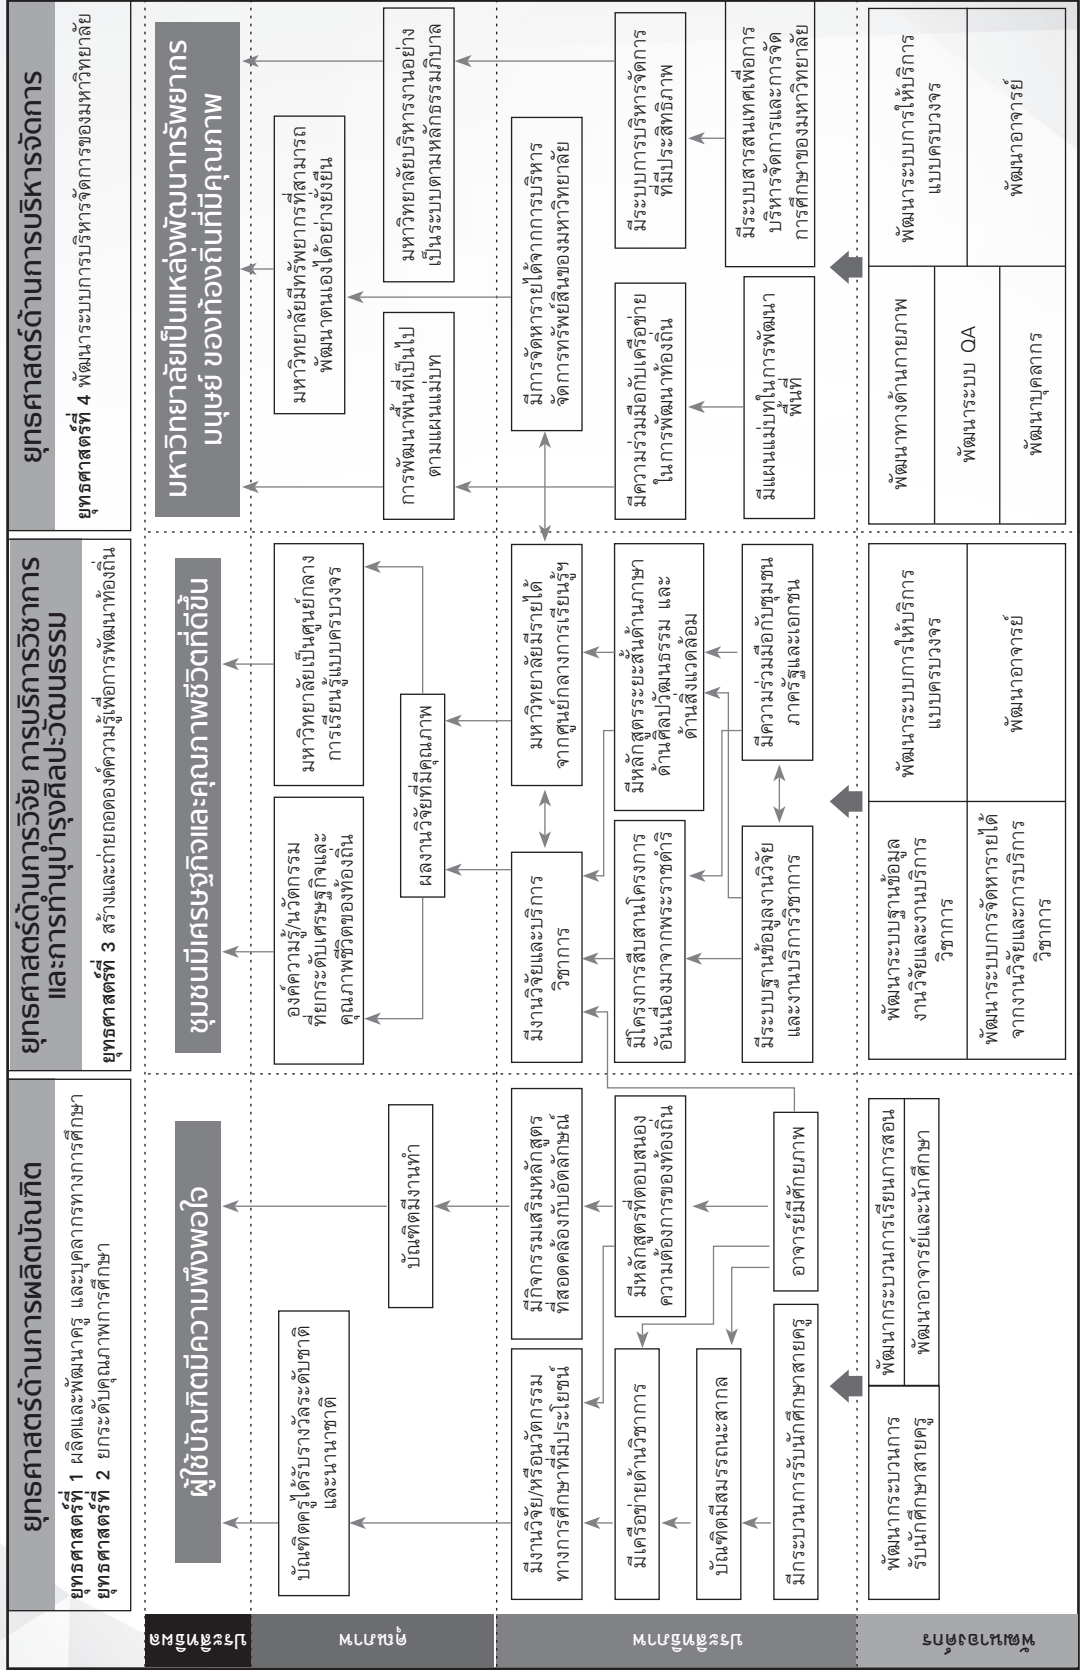 ยุทธศาสตร์ด้านการผลิตบัณฑิต
ยุทธศาสตร์ที่ 1 ผลิตและพัฒนาครู และบุคลากรทางการศึกษา
ยุทธศาสตร์ที่ 2 ยกระดับคุณภาพการศึกษา
ยุทธศาสตร์ด้านการวิจัย การบริการวิชาการ
และการทำนุบำรุงศิลปะวัฒนธรรม
ยุทธศาสตร์ที่ 3 สร้างและถ่ายถอดองค์ความรู้เพื่อการพัฒนาท้องถิ่น
ยุทธศาสตร์ด้านการบริหารจัดการ
ยุทธศาสตร์ที่ 4 พัฒนาระบบการบริหารจัดการของมหาวิทยาลัย
ประสิทธิผล
ผู้ใช้บัณฑิตมีความพึงพอใจ
ชุมชนมีเศรษฐกิจและคุณภาพชีวิตที่ดีขึ้น
มหาวิทยาลัยเป็นแหล่งพัฒนาทรัพยากร
มนุษย์ ของท้องถิ่นที่มีคุณภาพ
คุณภาพ
บัณฑิตครูได้รับรางวัลระดับชาติ
และนานาชาติ
บัณฑิตมีงานทำ
องค์ความรู้/นวัตกรรม
ที่ยกระดับเศรษฐกิจและ
คุณภาพชีวิตของท้องถิ่น
มหาวิทยาลัยเป็นศูนย์กลาง
การเรียนรู้แบบครบวงจร
ผลงานวิจัยที่มีคุณภาพ
การพัฒนาพื้นที่เป็นไป
ตามแผนแม่บท
มหาวิทยาลัยมีทรัพยากรที่สามารถ
พัฒนาตนเองได้อย่างยั่งยืน
มหาวิทยาลัยบริหารงานอย่าง
เป็นระบบตามหลักธรรมภิบาล
ประสิทธิภาพ
มีงานวิจัย/หรือนวัตกรรม
ทางการศึกษาที่มีประโยชน์
มีกิจกรรมเสริมหลักสูตร
ที่สอดคล้องกับอัตลักษณ์
มีเครือข่ายด้านวิชาการ
มีหลักสูตรที่ตอบสนอง
ความต้องการของท้องถิ่น
บัณฑิตมีสมรรถนะสากล
มีกระบวนการรับนักศึกษาสายครู
อาจารย์มีศักยภาพ
มีงานวิจัยและบริการ
วิชาการ
มหาวิทยาลัยมีรายได้
จากศูนย์กลางการเรียนรู้ฯ
มีโครงการสืบสานโครงการ
อันเนื่องมาจากพระราชดำริ
มีหลักสูตรระยะสั้นด้านภาษา
ด้านศิลปวัฒนธรรม และ
ด้านสิ่งแวดล้อม
มีระบบฐานข้อมูลงานวิจัย
และงานบริการวิชาการ
มีความร่วมมือกับชุมชน
ภาครัฐและเอกชน
มีการจัดหารายได้จากการบริหาร
จัดการทรัพย์สินของมหาวิทยาลัย
มีความร่วมมือกับเครือข่าย
ในการพัฒนาท้องถิ่น
มีระบบการบริหารจัดการ
ที่มีประสิทธิภาพ
มีแผนแม่บทในการพัฒนา
พื้นที่
มีระบบสารสนเทศเพื่อการ
บริหารจัดการและการจัด
การศึกษาของมหาวิทยาลัย
พัฒนาองค์กร
พัฒนากระบวนการ
รับนักศึกษาสายครู
พัฒนากระบวนการเรียนการสอน
พัฒนาอาจารย์และนักศึกษา
พัฒนาระบบฐานข้อมูล
งานวิจัยและงานบริการ
วิชาการ
พัฒนาระบบการจัดหารายได้
จากงานวิจัยและการบริการ
วิชาการ
พัฒนาระบบการให้บริการ
แบบครบวงจร
พัฒนาอาจารย์
พัฒนาทางด้านกายภาพ
พัฒนาระบบ QA
พัฒนาบุคลากร
พัฒนาระบบการให้บริการ
แบบครบวงจร
พัฒนาอาจารย์